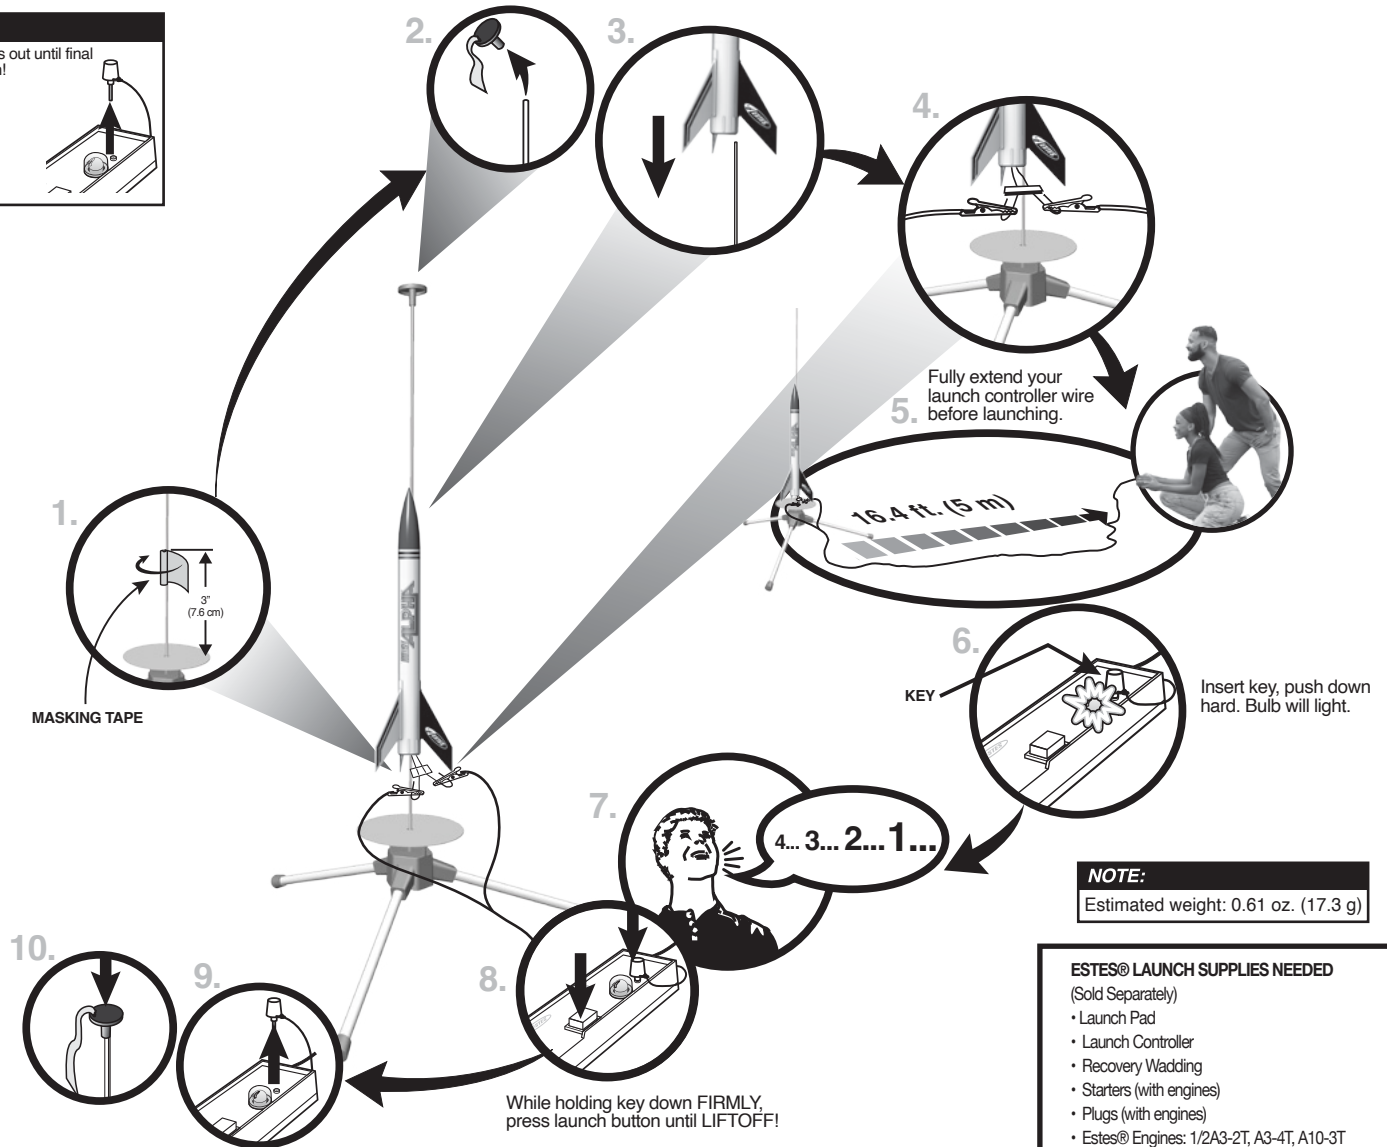 s out until final
!
2.
3.
4.
Fully extend your
launch controller wire
before launching.
5.
16.4 ft. (5 m)
1.
3"
(7.6 cm)
MASKING TAPE
ALPHA
6.
KEY
Insert key, push down
hard. Bulb will light.
7.
4... 3... 2...1...
NOTE:
Estimated weight: 0.61 oz. (17.3 g)
8.
While holding key down FIRMLY,
press launch button until LIFTOFF!
9.
10.
ESTES® LAUNCH SUPPLIES NEEDED
(Sold Separately)
• Launch Pad
• Launch Controller
• Recovery Wadding
• Starters (with engines)
• Plugs (with engines)
• Estes® Engines: 1/2A3-2T, A3-4T, A10-3T